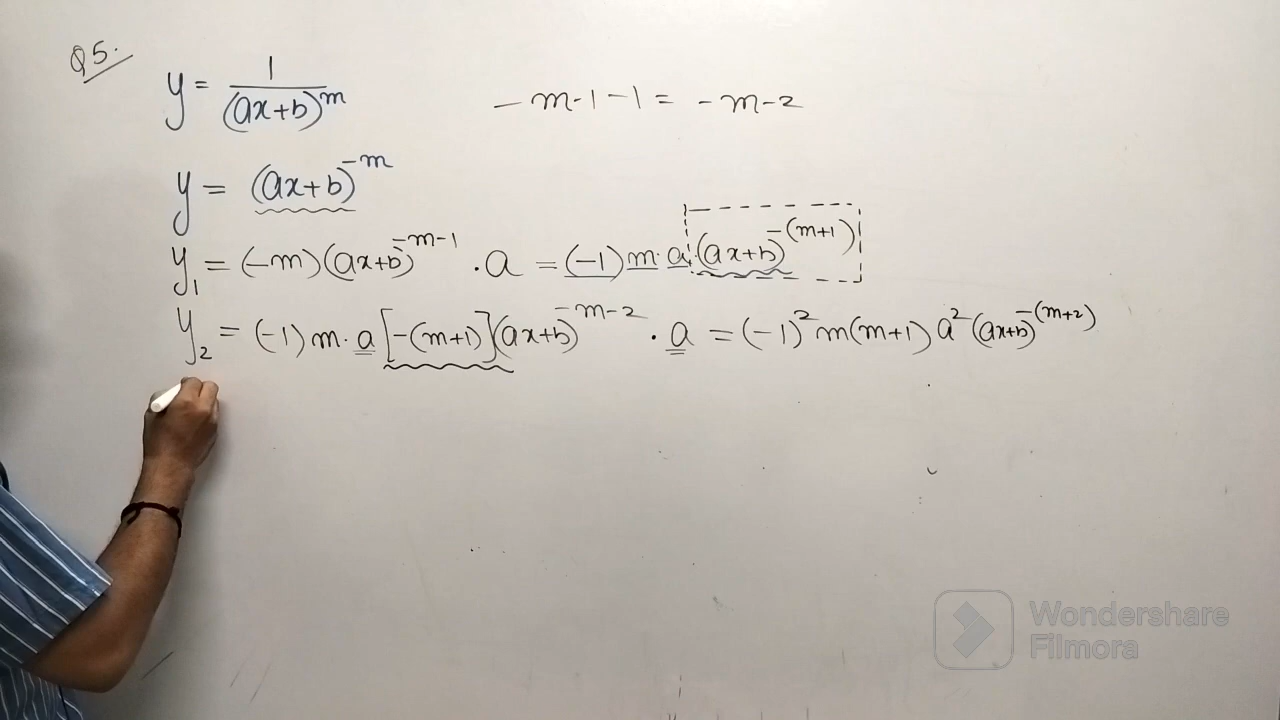 Q5.
y = 1/(ax+b)^m
-m-1-1 = -m-2
y = (ax+b)^-m
y₁ = (-m)(ax+b)^-m-1 . a = (-1) m . a . (ax+b)^-(m+1)
y₂ = (-1) m . a [-(m+1)] (ax+b)^-m-2 . a = (-1)² m(m+1) a² (ax+b)^-(m+2)
Wondershare
Filmora